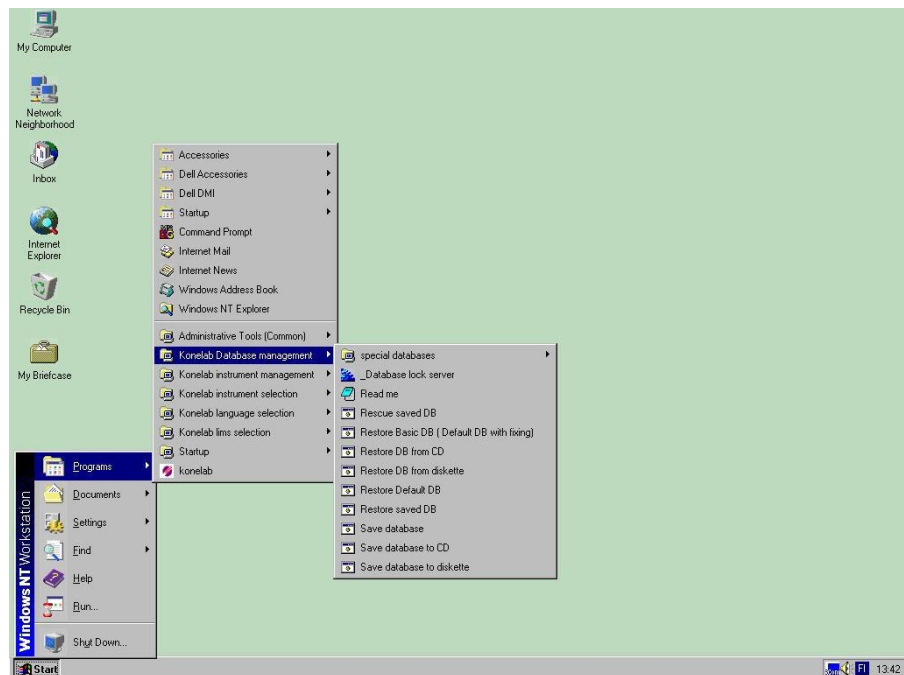 My Computer
Network
Neighborhood
Inbox
Internet
Explorer
Recycle Bin
My Briefcase
Accessories
Dell Accessories
Dell DMI
Startup
Command Prompt
Internet Mail
Internet News
Windows Address Book
Windows NT Explorer
Administrative Tools (Common)
Konelab Database management
Konelab instrument management
Konelab instrument selection
Konelab language selection
Konelab lims selection
Startup
konelab
special databases
_Database lock server
Read me
Rescue saved DB
Restore Basic DB ( Default DB with fixing)
Restore DB from CD
Restore DB from diskette
Restore Default DB
Restore saved DB
Save database
Save database to CD
Save database to diskette
Windows NT Workstation
Programs
Documents
Settings
Find
Help
Run...
Shut Down...
Start
FI
13:42